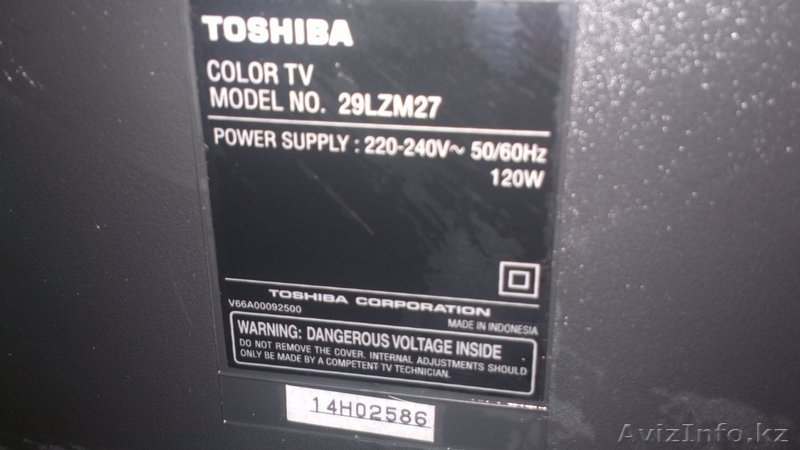 TOSHIBA
COLOR TV
MODEL NO. 29LZM27
POWER SUPPLY : 220-240V~ 50/60Hz
120W
TOSHIBA CORPORATION
V66A00092500
MADE IN INDONESIA
WARNING: DANGEROUS VOLTAGE INSIDE
DO NOT REMOVE THE COVER. INTERNAL ADJUSTMENTS SHOULD
ONLY BE MADE BY A COMPETENT TV TECHNICIAN.
14H02586
AvizInfo.kz